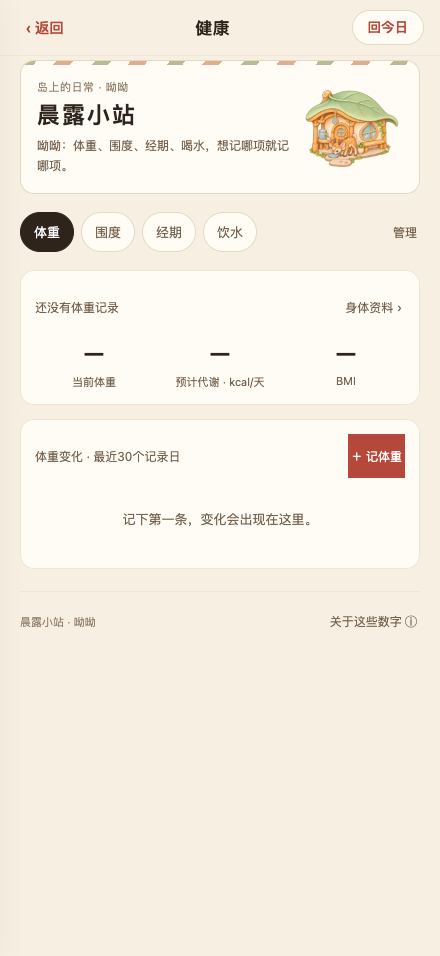 ‹ 返回
健康
回今日
岛上的日常 · 呦呦
晨露小站
呦呦：体重、围度、经期、喝水，想记哪项就记
哪项。
体重
围度
经期
饮水
管理
还没有体重记录
身体资料 ›
— — —
当前体重
预计代谢 · kcal/天
BMI
体重变化 · 最近30个记录日
+ 记体重
记下第一条，变化会出现在这里。
晨露小站 · 呦呦
关于这些数字 ⓘ